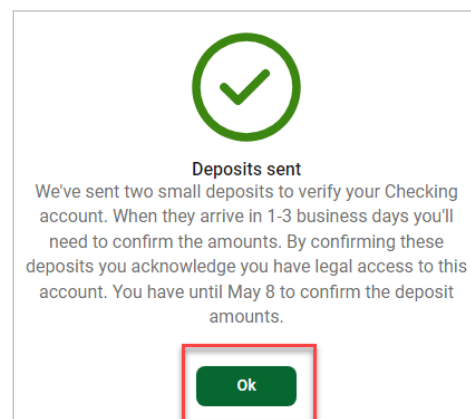 Deposits sent
We've sent two small deposits to verify your Checking
account. When they arrive in 1-3 business days you'll
need to confirm the amounts. By confirming these
deposits you acknowledge you have legal access to this
account. You have until May 8 to confirm the deposit
amounts.
Ok